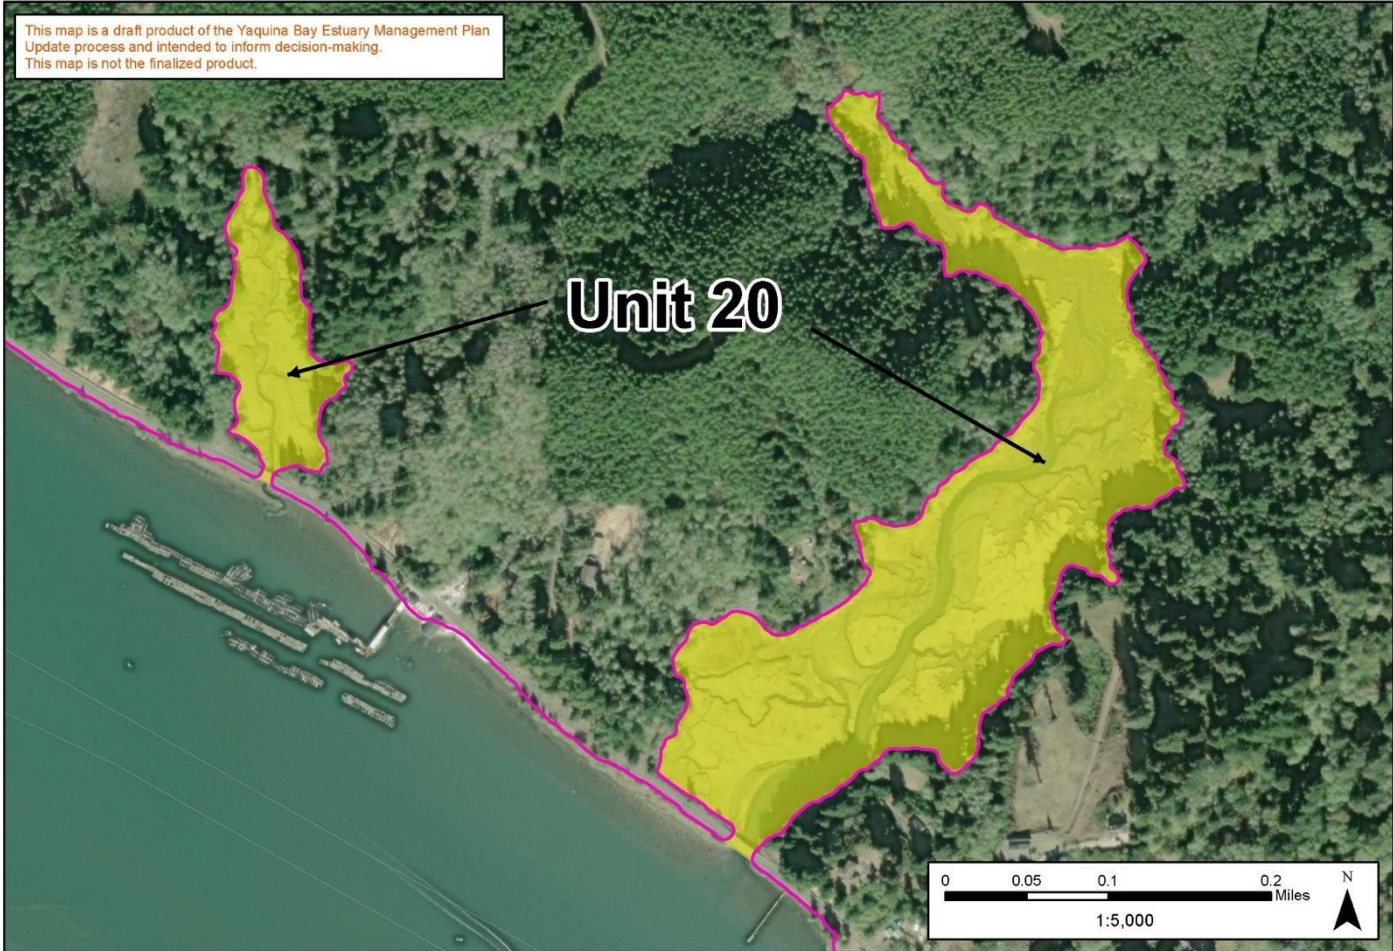 This map is a draft product of the Yaquina Bay Estuary Management Plan
Update process and intended to inform decision-making.
This map is not the finalized product.
Unit 20
0 0.05 0.1 0.2
Miles
1:5,000
N